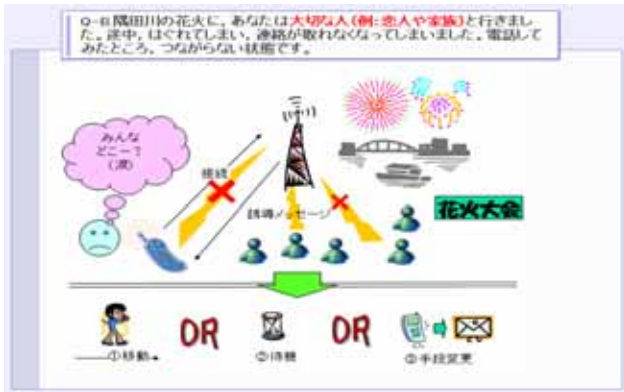 Q-8 隅田川の花火に，あなたは大切な人（例：恋人や家族）と行きまし
た。途中，はぐれてしまい，連絡が取れなくなってしまいました。電話して
みたところ，つながらない状態です。
みんな
どこー？
（涙）
接続
誘導メッセージ
花火大会
OR
OR
①移動
②待機
③手段変更